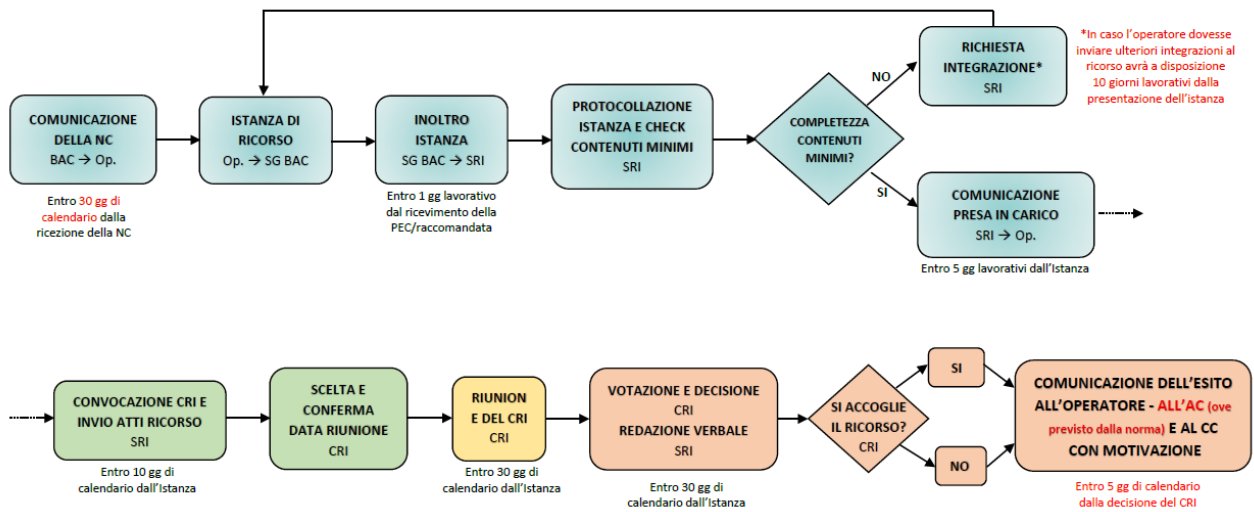 COMUNICAZIONE
DELLA NC
BAC → Op.
Entro 30 gg di
calendario dalla
ricezione della NC
ISTANZA DI
RICORSO
Op. → SG BAC
INOLTRO
ISTANZA
SG BAC → SRI
Entro 1 gg lavorativo
dal ricevimento della
PEC/raccomandata
PROTOCOLLAZIONE
ISTANZA E CHECK
CONTENUTI MINIMI
SRI
COMPLETEZZA
CONTENUTI
MINIMI?
NO
RICHIESTA
INTEGRAZIONE*
SRI
*In caso l'operatore dovesse
inviare ulteriori integrazioni al
ricorso avrà a disposizione
10 giorni lavorativi dalla
presentazione dell'istanza
SI
COMUNICAZIONE
PRESA IN CARICO
SRI → Op.
Entro 5 gg lavorativi dall'Istanza
CONVOCAZIONE CRI E
INVIO ATTI RICORSO
SRI
Entro 10 gg di
calendario dall'Istanza
SCELTA E
CONFERMA
DATA RIUNIONE
CRI
RIUNION
E DEL CRI
CRI
Entro 30 gg di
calendario dall'Istanza
VOTAZIONE E DECISIONE
CRI
REDAZIONE VERBALE
SRI
Entro 30 gg di
calendario dall'Istanza
SI ACCOGLIE
IL RICORSO?
CRI
SI
NO
COMUNICAZIONE DELL'ESITO
ALL'OPERATORE - ALL'AC (ove
previsto dalla norma) E AL CC
CON MOTIVAZIONE
Entro 5 gg di calendario
dalla decisione del CRI